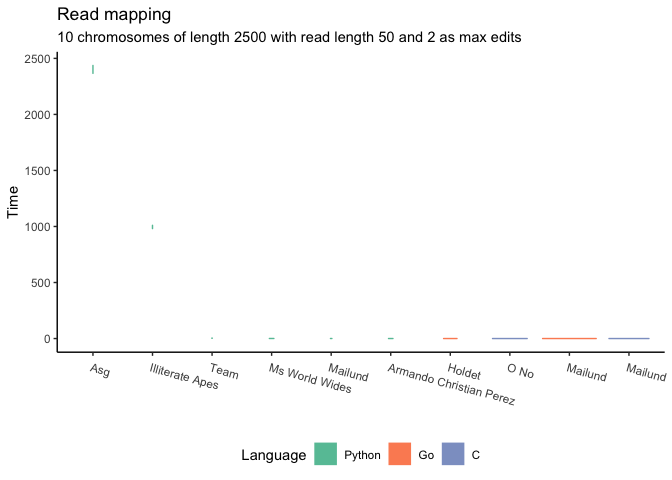 Read mapping
10 chromosomes of length 2500 with read length 50 and 2 as max edits
Time
2500
2000
1500
1000
500
0
Asg
Illiterate Apes
Team
Ms World Wides
Mailund
Armando Christian Perez
Holdet
O No
Mailund
Mailund
Language Python Go C